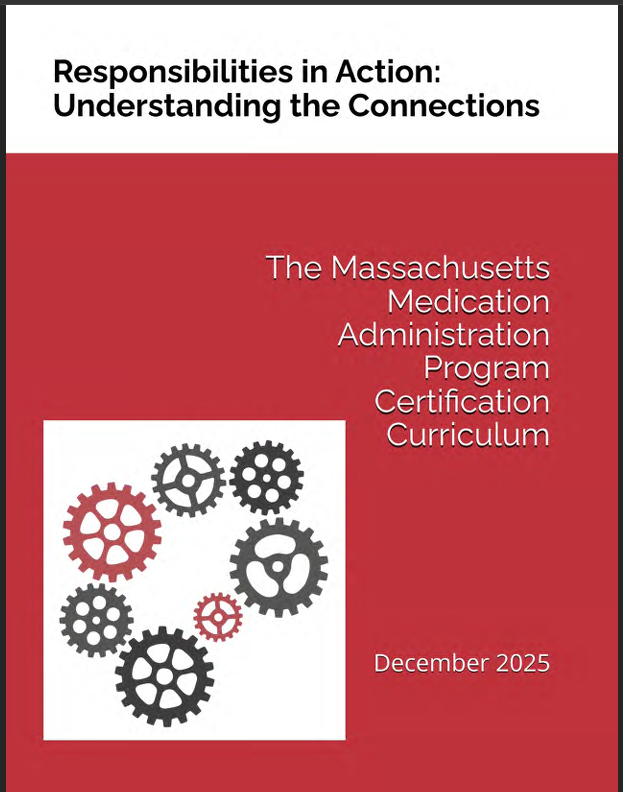 Responsibilities in Action:
Understanding the Connections
The Massachusetts
Medication
Administration
Program
Certification
Curriculum
December 2025